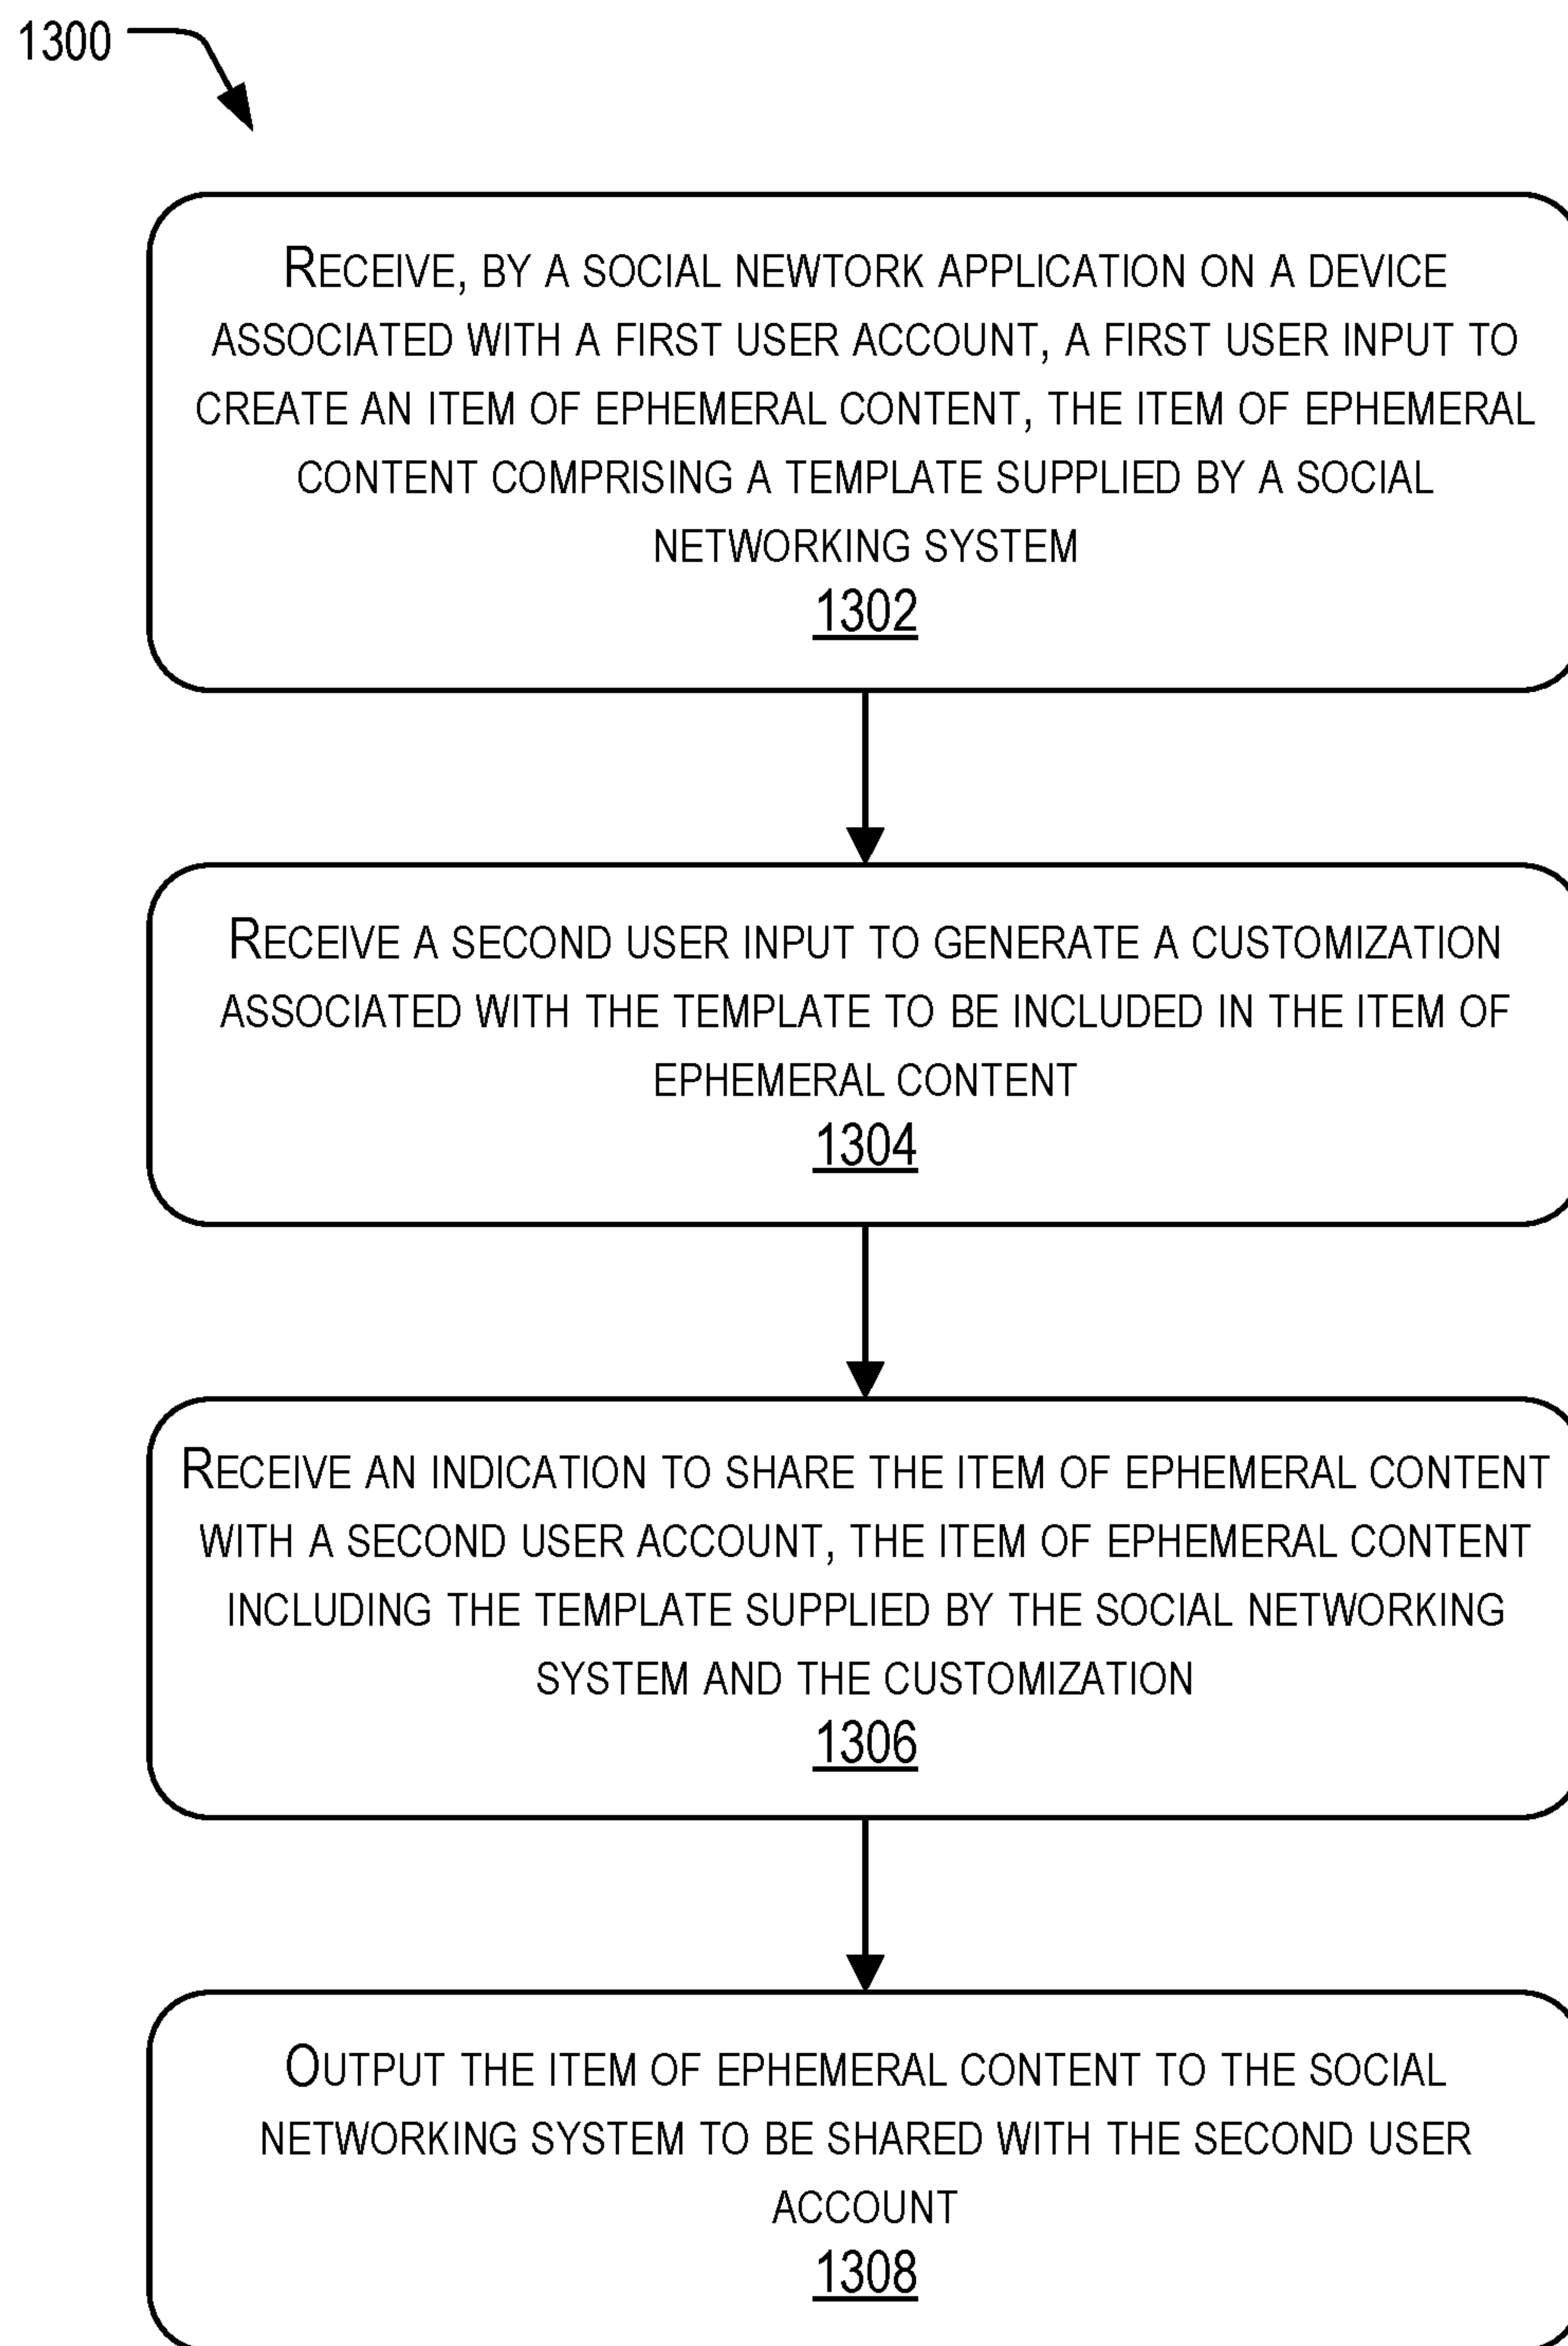 1300
RECEIVE, BY A SOCIAL NEWTORK APPLICATION ON A DEVICE
ASSOCIATED WITH A FIRST USER ACCOUNT, A FIRST USER INPUT TO
CREATE AN ITEM OF EPHEMERAL CONTENT, THE ITEM OF EPHEMERAL
CONTENT COMPRISING A TEMPLATE SUPPLIED BY A SOCIAL
NETWORKING SYSTEM
1302
RECEIVE A SECOND USER INPUT TO GENERATE A CUSTOMIZATION
ASSOCIATED WITH THE TEMPLATE TO BE INCLUDED IN THE ITEM OF
EPHEMERAL CONTENT
1304
RECEIVE AN INDICATION TO SHARE THE ITEM OF EPHEMERAL CONTENT
WITH A SECOND USER ACCOUNT, THE ITEM OF EPHEMERAL CONTENT
INCLUDING THE TEMPLATE SUPPLIED BY THE SOCIAL NETWORKING
SYSTEM AND THE CUSTOMIZATION
1306
OUTPUT THE ITEM OF EPHEMERAL CONTENT TO THE SOCIAL
NETWORKING SYSTEM TO BE SHARED WITH THE SECOND USER
ACCOUNT
1308